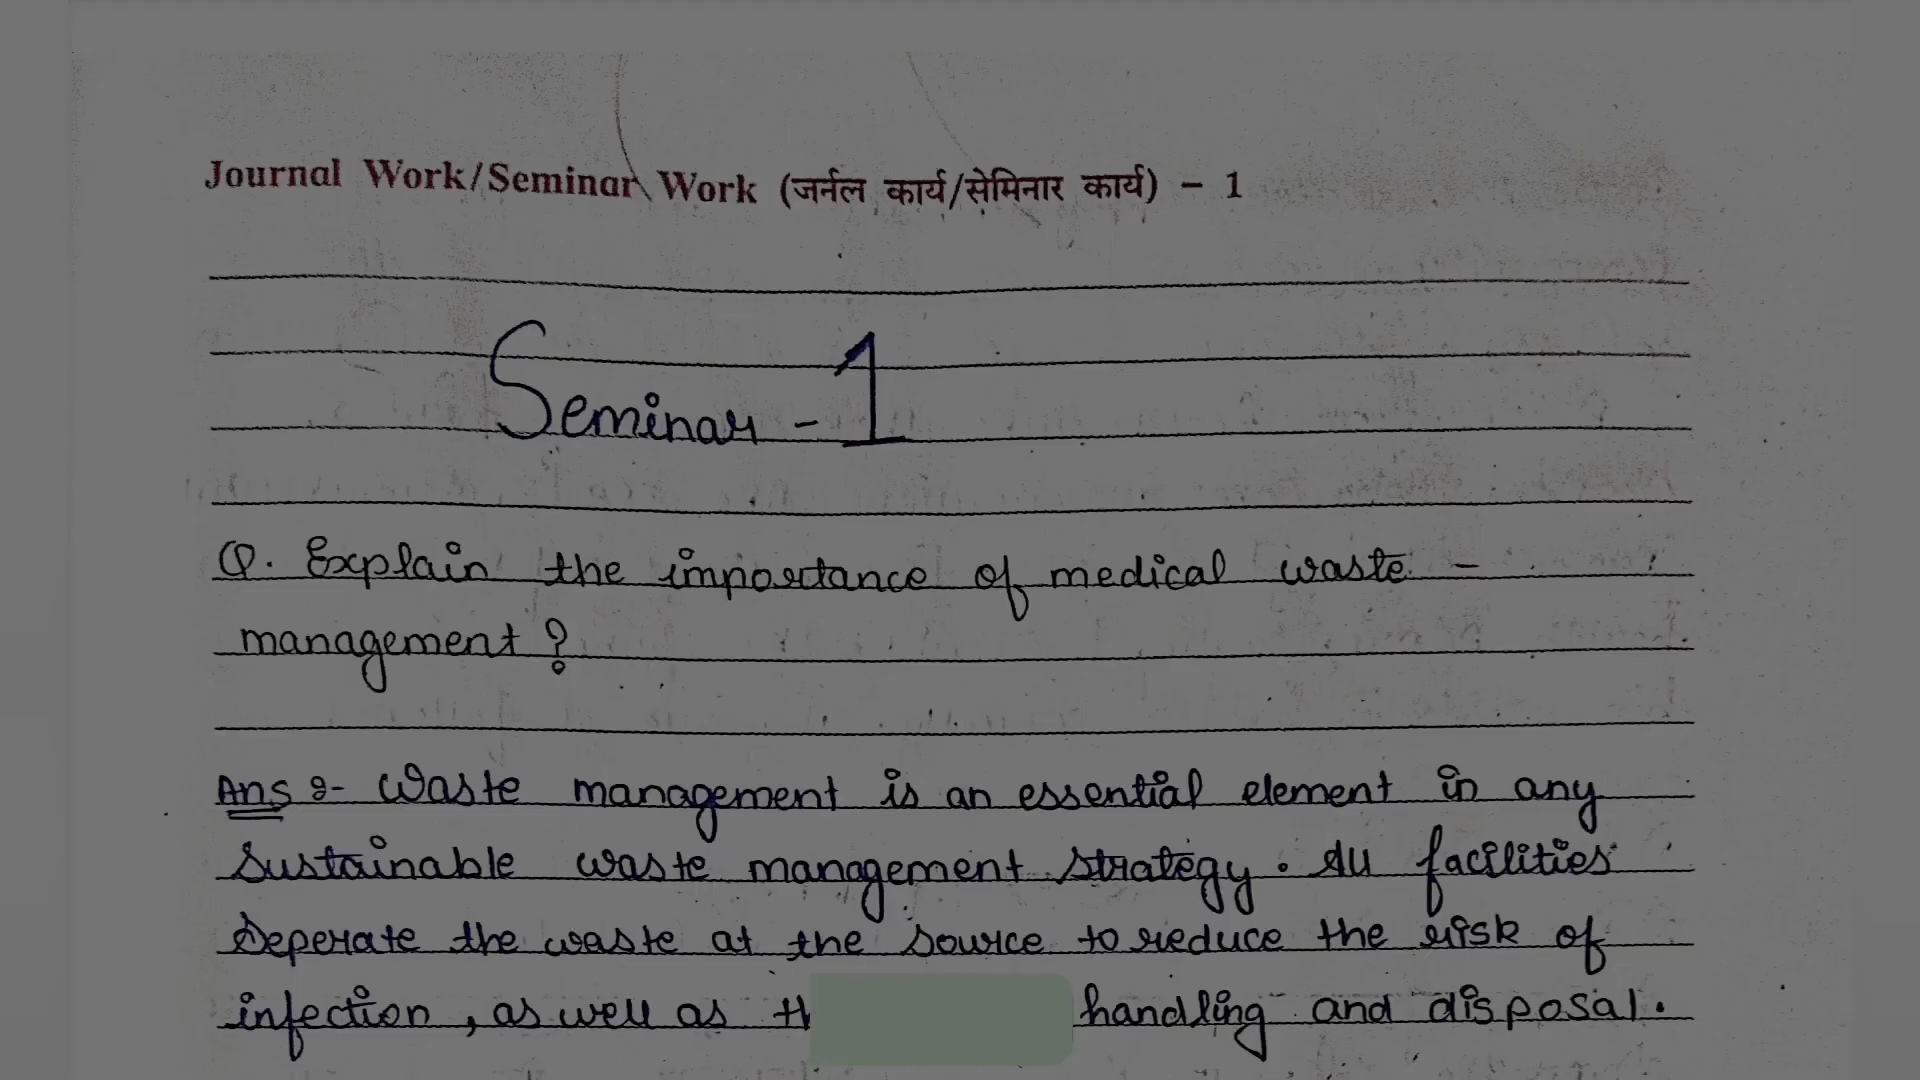 Journal Work/Seminar Work (जर्नल कार्य/सेमिनार कार्य) - 1
Seminar - 1
Q. Explain the importance of medical waste -
management ?
Ans :- Waste management is an essential element in any
Sustainable waste management strategy. All facilities
Seperate the waste at the source to reduce the risk of
infection, as well as handling and disposal.